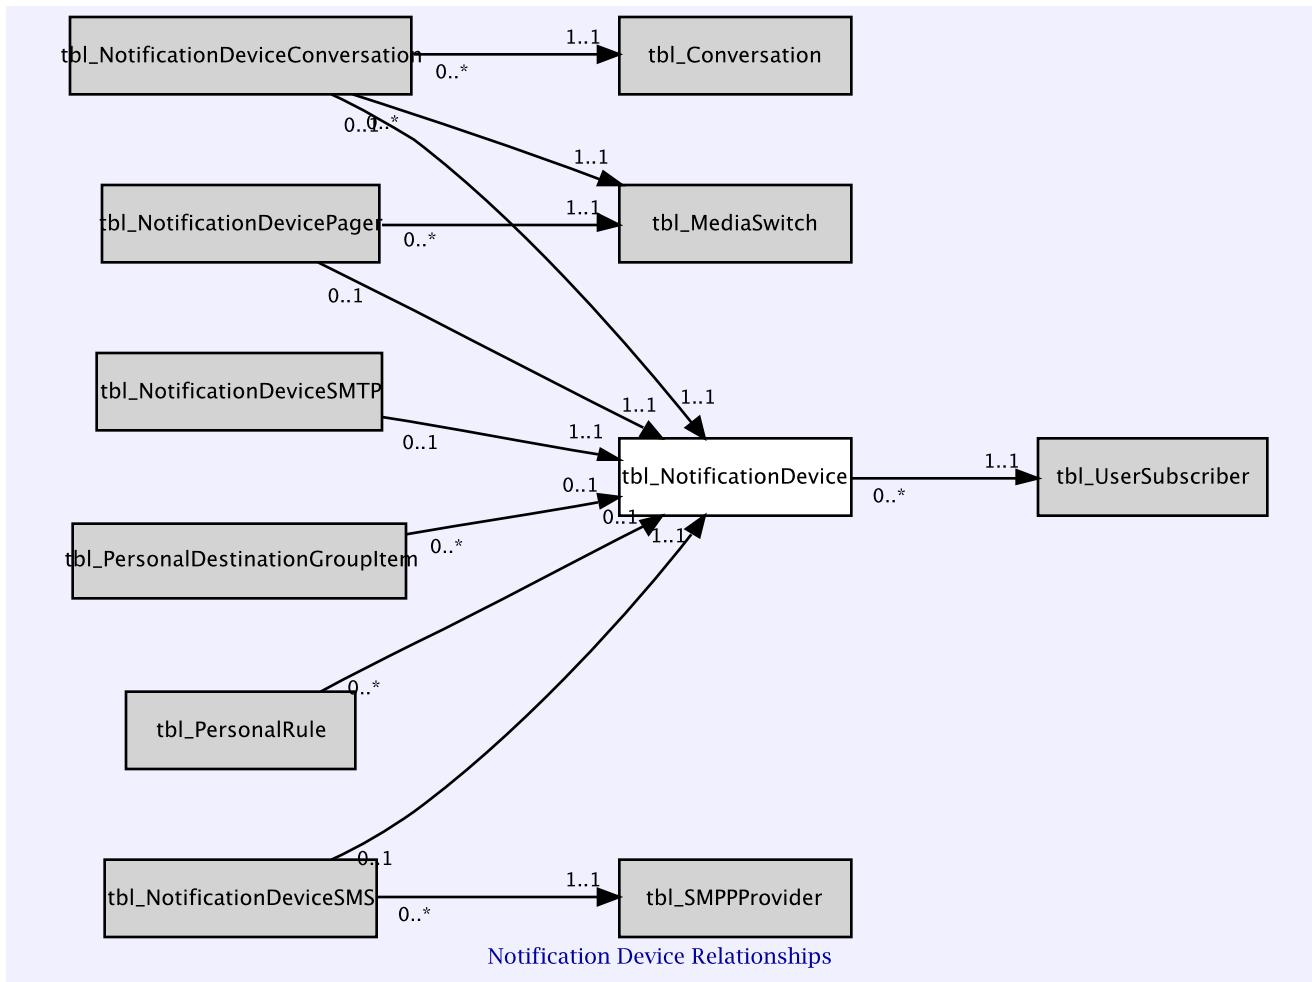 tbl_NotificationDeviceConversation
1..1
0..*
tbl_Conversation
0..1
0..*
1..1
tbl_NotificationDevicePager
1..1
0..*
tbl_MediaSwitch
0..1
1..1
1..1
tbl_NotificationDeviceSMTP
0..1
1..1
tbl_NotificationDevice
1..1
0..*
tbl_UserSubscriber
0..1
0..1
1..1
tbl_PersonalDestinationGroupItem
0..*
0..*
tbl_PersonalRule
0..1
tbl_NotificationDeviceSMS
1..1
0..*
tbl_SMPPProvider
Notification Device Relationships